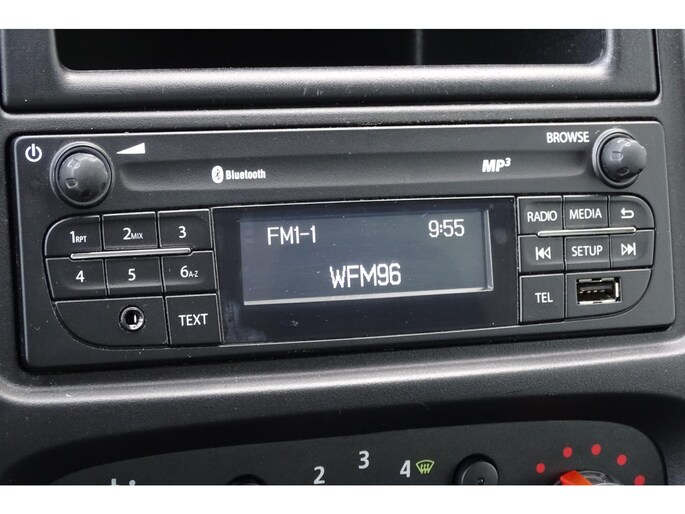 BROWSE
Bluetooth
MP3
1RPT 2MIX 3
4 5 6A-Z
TEXT
FM1-1 9:55
WFM96
RADIO MEDIA
SETUP
TEL
2 3 4